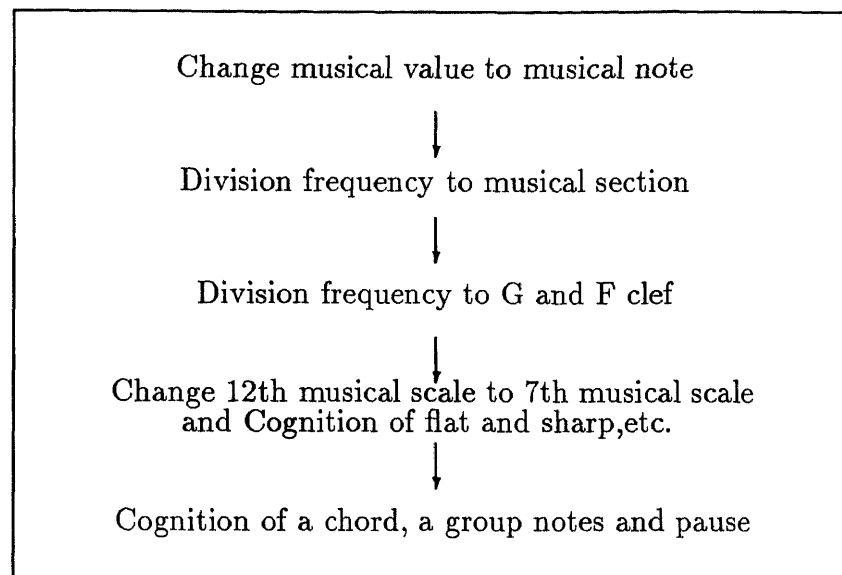 Change musical value to musical note
Division frequency to musical section
Division frequency to G and F clef
Change 12th musical scale to 7th musical scale
and Cognition of flat and sharp,etc.
Cognition of a chord, a group notes and pause